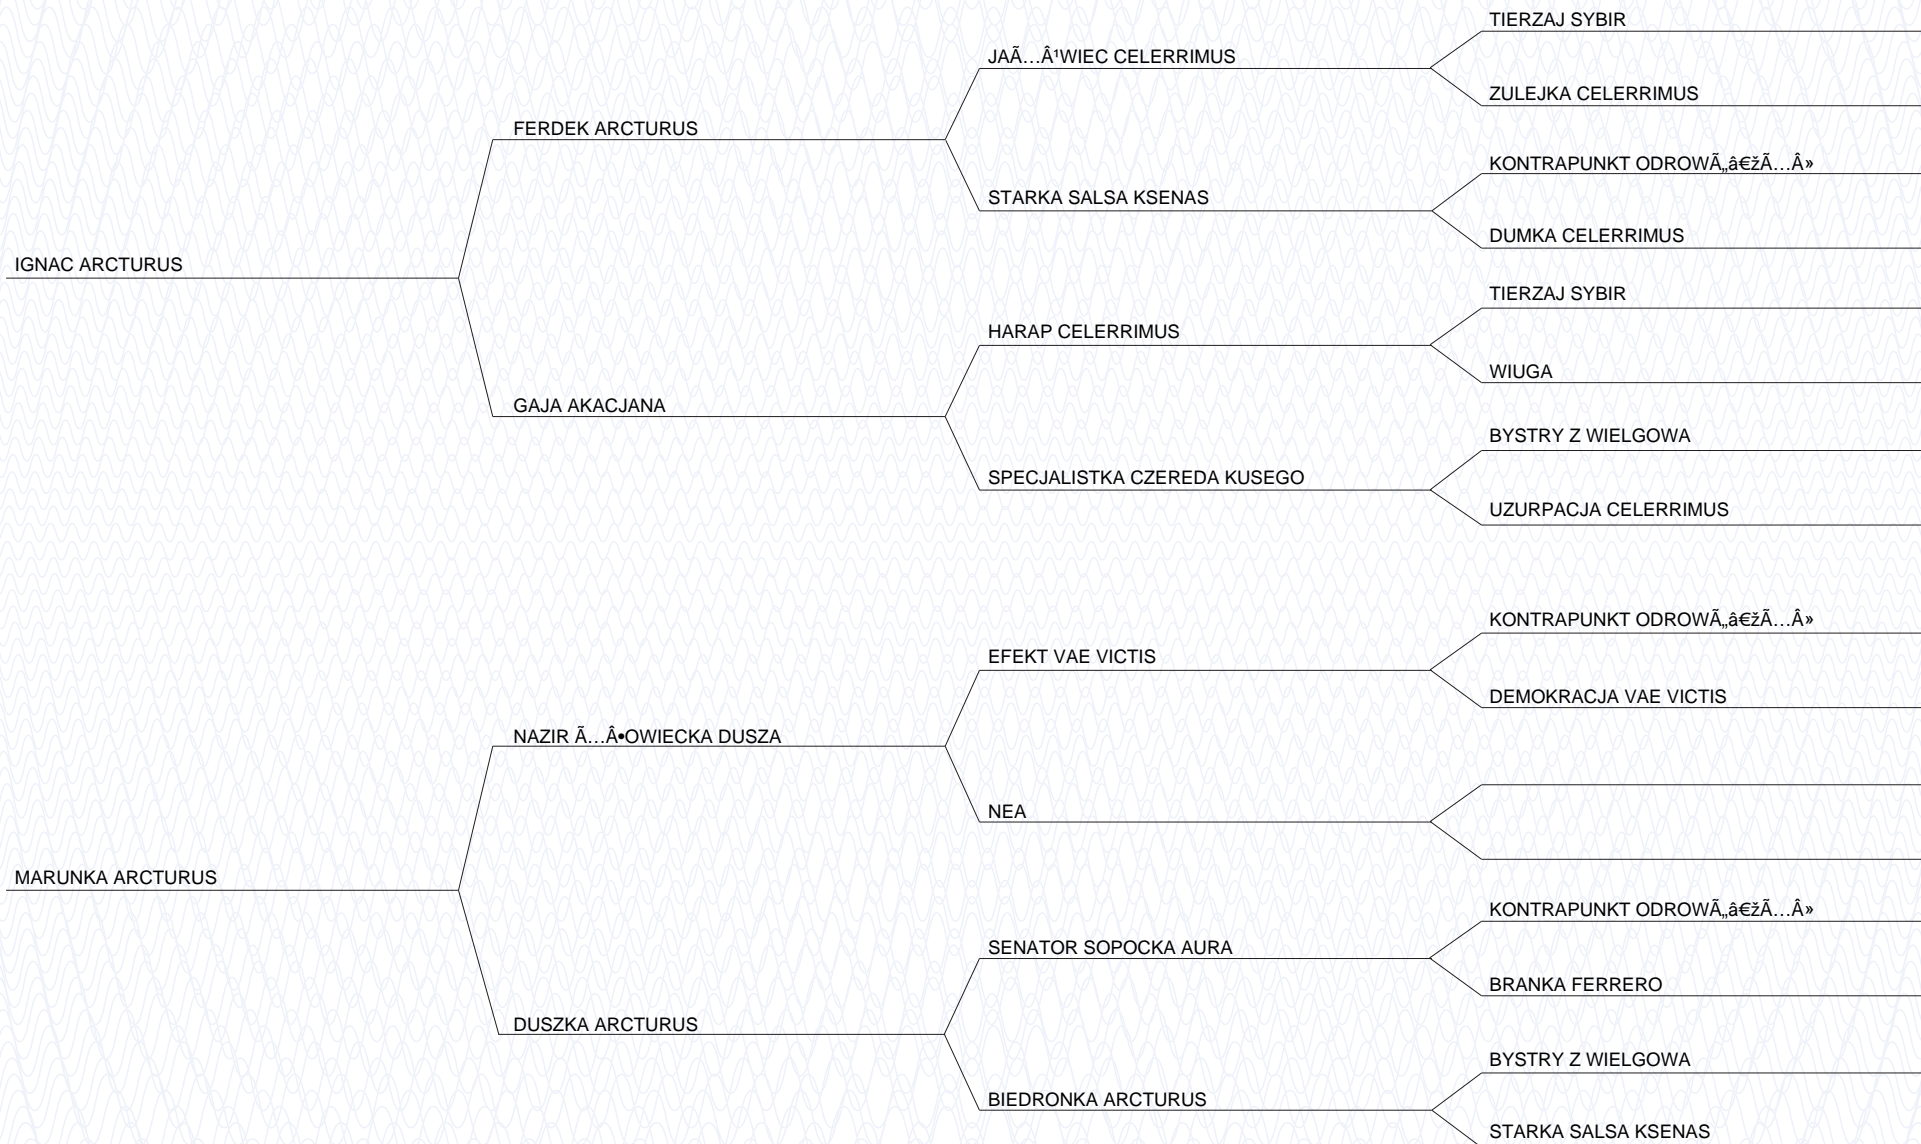 TIERZAJ SYBIR
JAÃ…Â¹WIEC CELERRIMUS
ZULEJKA CELERRIMUS
FERDEK ARCTURUS
KONTRAPUNKT ODROWÃ„â€žÃ…Â»
STARKA SALSA KSENAS
DUMKA CELERRIMUS
IGNAC ARCTURUS
TIERZAJ SYBIR
HARAP CELERRIMUS
WIUGA
GAJA AKACJANA
BYSTRY Z WIELGOWA
SPECJALISTKA CZEREDA KUSEGO
UZURPACJA CELERRIMUS
KONTRAPUNKT ODROWÃ„â€žÃ…Â»
EFEKT VAE VICTIS
DEMOKRACJA VAE VICTIS
NAZIR Ã…Â•OWIECKA DUSZA
NEA
MARUNKA ARCTURUS
KONTRAPUNKT ODROWÃ„â€žÃ…Â»
SENATOR SOPOCKA AURA
BRANKA FERRERO
DUSZKA ARCTURUS
BYSTRY Z WIELGOWA
BIEDRONKA ARCTURUS
STARKA SALSA KSENAS